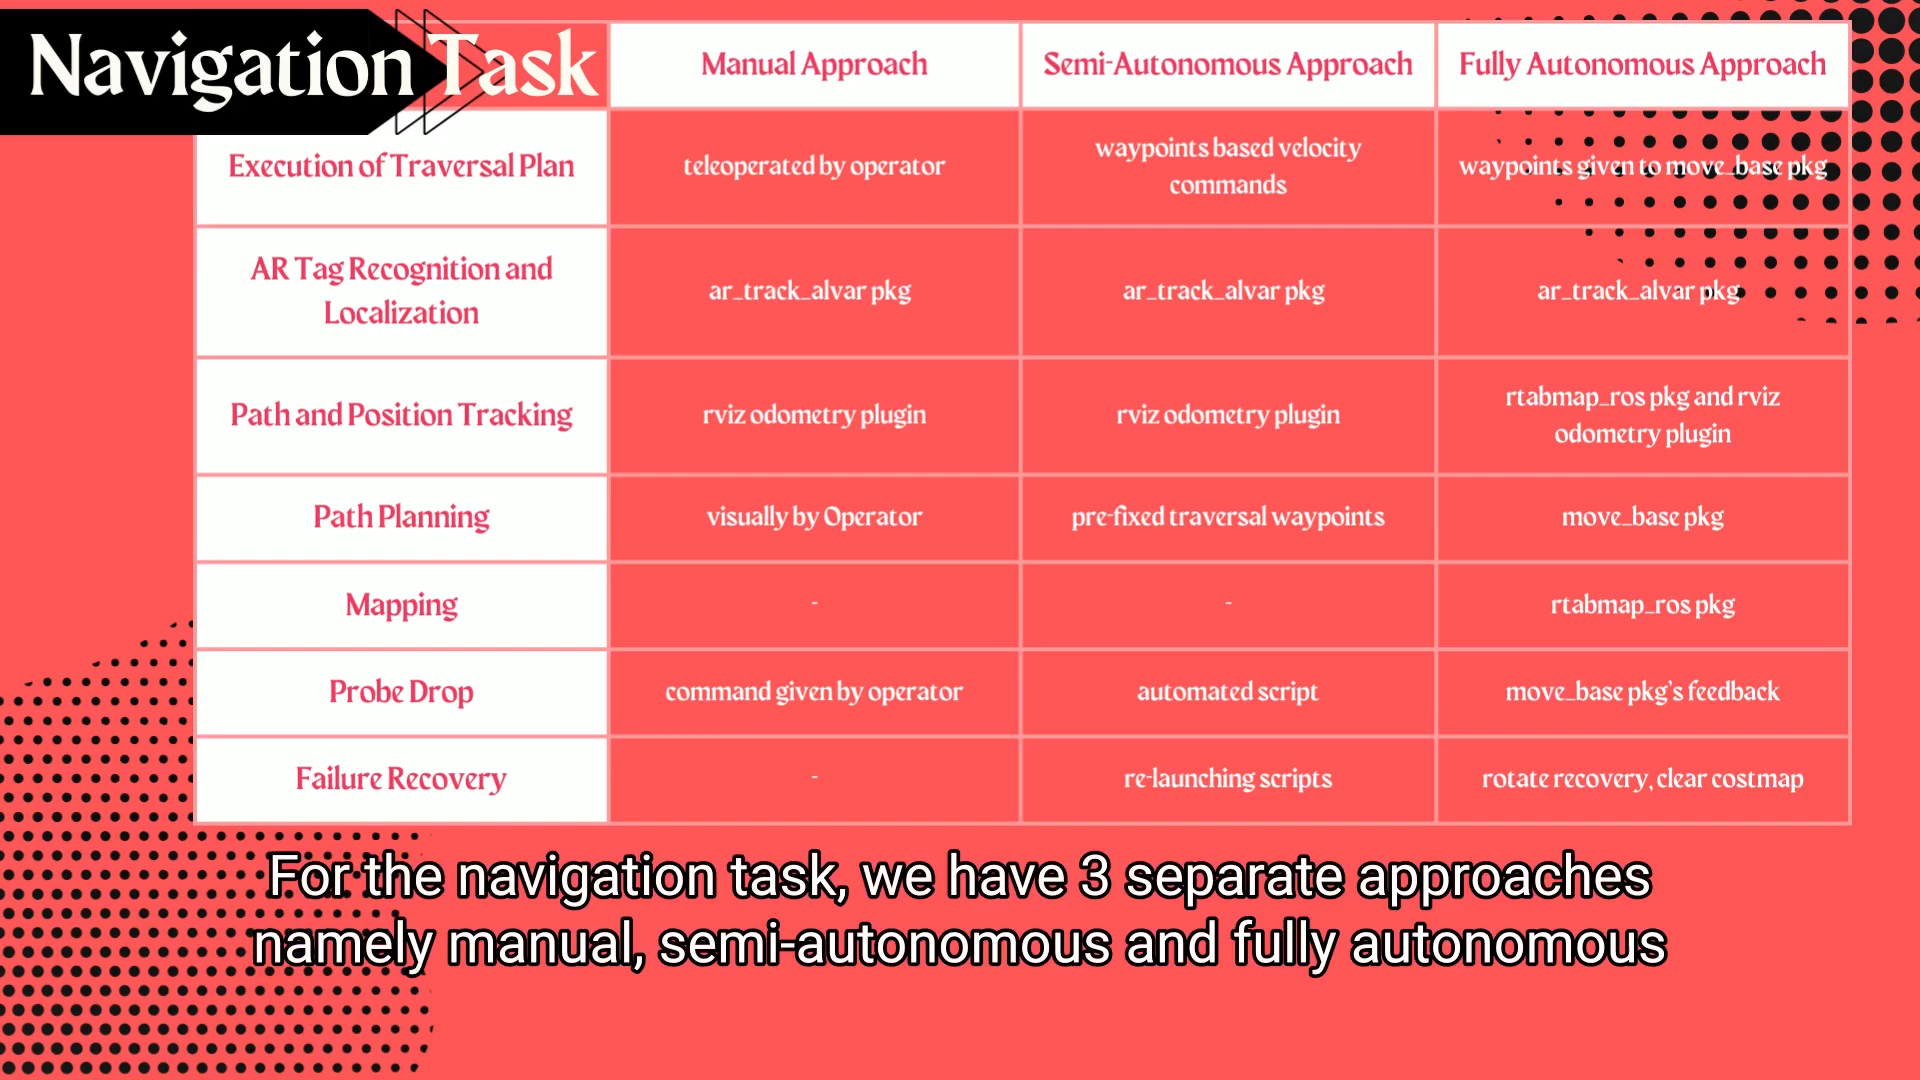 Navigation Task
Manual Approach
Semi-Autonomous Approach
Fully Autonomous Approach
Execution of Traversal Plan
teleoperated by operator
waypoints based velocity
commands
waypoints given to move_base pkg
AR Tag Recognition and
Localization
ar_track_alvar pkg
ar_track_alvar pkg
ar_track_alvar pkg
Path and Position Tracking
rviz odometry plugin
rviz odometry plugin
rtabmap_ros pkg and rviz
odometry plugin
Path Planning
visually by Operator
pre-fixed traversal waypoints
move_base pkg
Mapping
-
-
rtabmap_ros pkg
Probe Drop
command given by operator
automated script
move_base pkg's feedback
Failure Recovery
-
re-launching scripts
rotate recovery, clear costmap
For the navigation task, we have 3 separate approaches
namely manual, semi-autonomous and fully autonomous